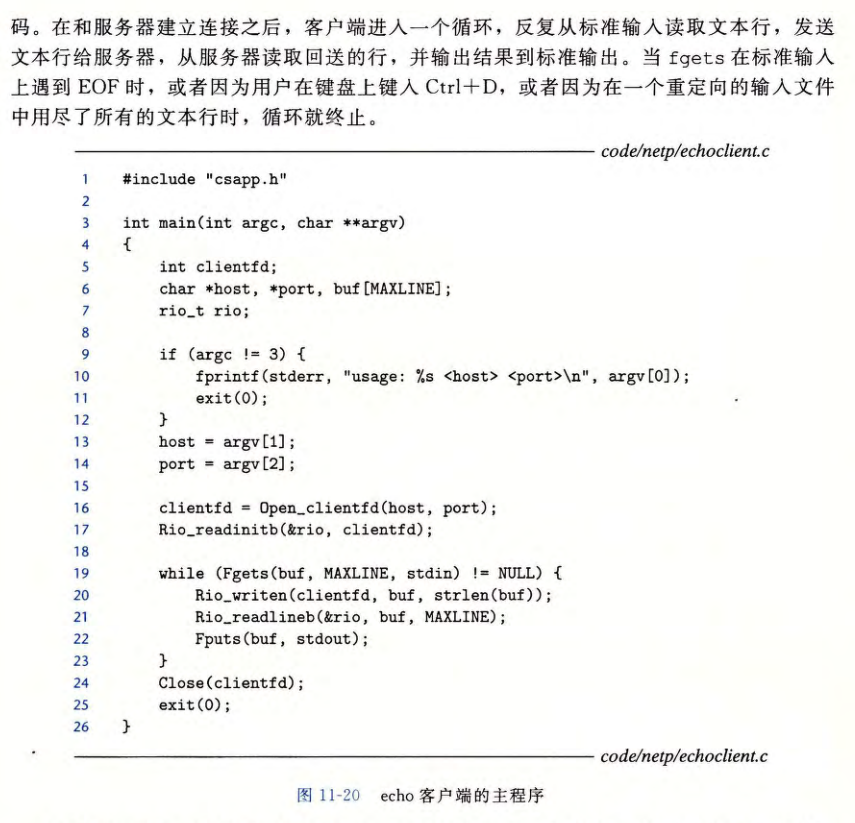 码。在和服务器建立连接之后，客户端进入一个循环，反复从标准输入读取文本行，发送
文本行给服务器，从服务器读取回送的行，并输出结果到标准输出。当 fgets 在标准输入
上遇到 EOF 时，或者因为用户在键盘上键入 Ctrl＋D，或者因为在一个重定向的输入文件
中用尽了所有的文本行时，循环就终止。
code/netp/echoclient.c
1 #include "csapp.h"
2
3 int main(int argc, char **argv)
4 {
5     int clientfd;
6     char *host, *port, buf[MAXLINE];
7     rio_t rio;
8
9     if (argc != 3) {
10         fprintf(stderr, "usage: %s <host> <port>\n", argv[0]);
11         exit(0);
12     }
13     host = argv[1];
14     port = argv[2];
15
16     clientfd = Open_clientfd(host, port);
17     Rio_readinitb(&rio, clientfd);
18
19     while (Fgets(buf, MAXLINE, stdin) != NULL) {
20         Rio_writen(clientfd, buf, strlen(buf));
21         Rio_readlineb(&rio, buf, MAXLINE);
22         Fputs(buf, stdout);
23     }
24     Close(clientfd);
25     exit(0);
26 }
code/netp/echoclient.c
图 11-20 echo 客户端的主程序